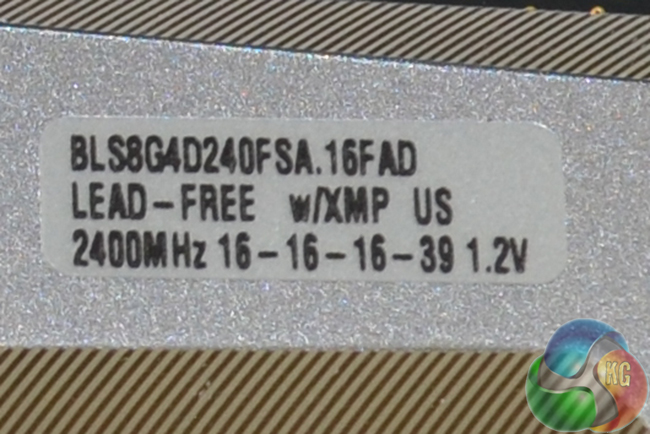 BLS8G4D240FSA.16FAD
LEAD-FREE w/XMP US
2400MHz 16-16-16-39 1.2V
KG